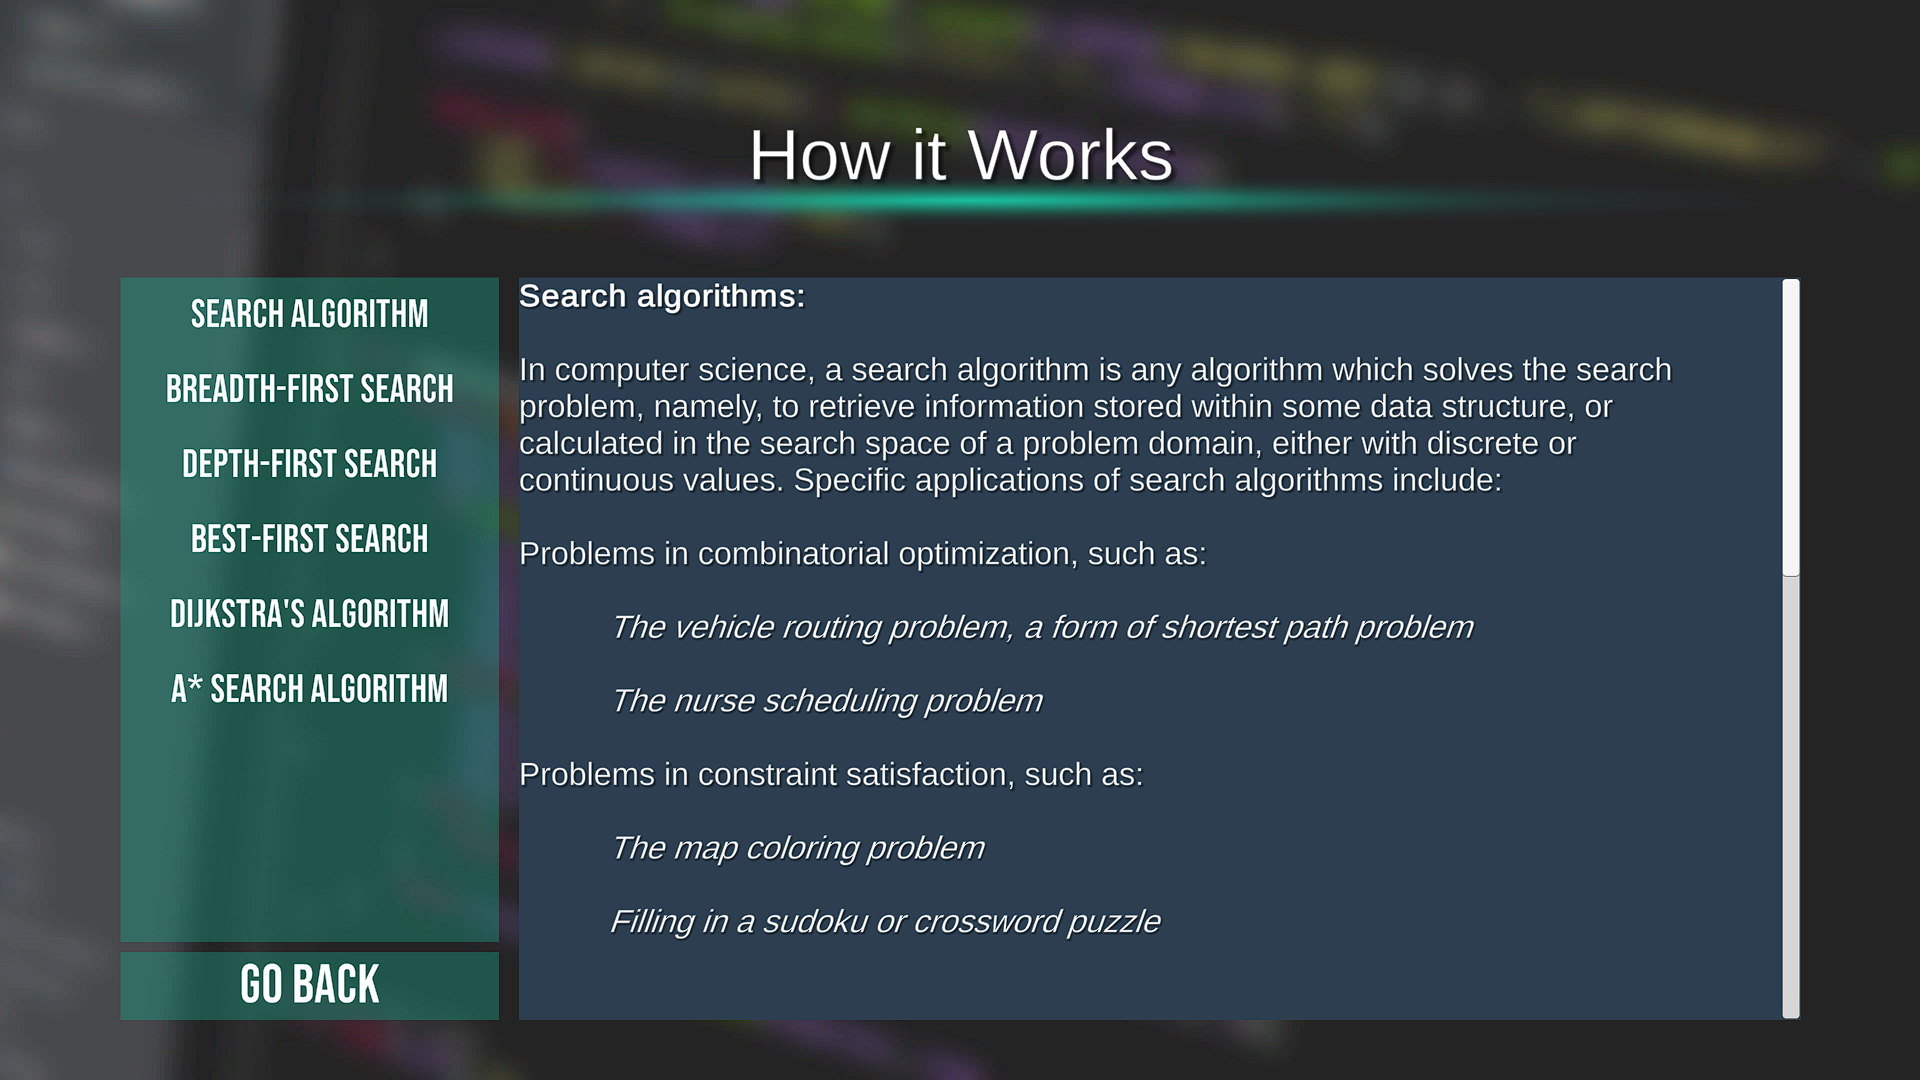 How it Works
SEARCH ALGORITHM
BREADTH-FIRST SEARCH
DEPTH-FIRST SEARCH
BEST-FIRST SEARCH
DIJKSTRA'S ALGORITHM
A* SEARCH ALGORITHM
GO BACK
Search algorithms:
In computer science, a search algorithm is any algorithm which solves the search
problem, namely, to retrieve information stored within some data structure, or
calculated in the search space of a problem domain, either with discrete or
continuous values. Specific applications of search algorithms include:
Problems in combinatorial optimization, such as:
The vehicle routing problem, a form of shortest path problem
The nurse scheduling problem
Problems in constraint satisfaction, such as:
The map coloring problem
Filling in a sudoku or crossword puzzle